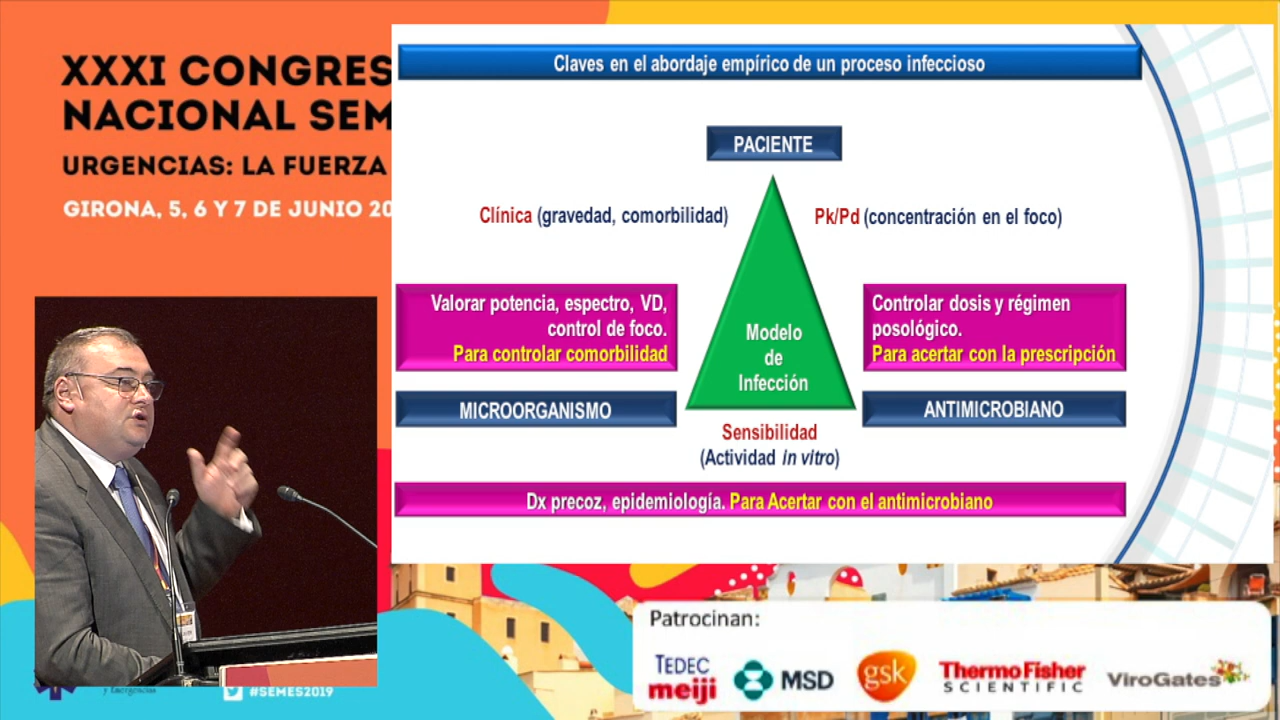 XXXI CONGRES
NACIONAL SEM
URGENCIAS: LA FUERZA
GIRONA, 5, 6 Y 7 DE JUNIO 20
Claves en el abordaje empírico de un proceso infeccioso
PACIENTE
Clínica (gravedad, comorbilidad)
Pk/Pd (concentración en el foco)
Valorar potencia, espectro, VD,
control de foco.
Para controlar comorbilidad
Controlar dosis y régimen
posológico.
Para acertar con la prescripción
Modelo
de
Infección
MICROORGANISMO
ANTIMICROBIANO
Sensibilidad
(Actividad in vitro)
Dx precoz, epidemiología. Para Acertar con el antimicrobiano
Patrocinan:
TEDEC
meiji
MSD
gsk
ThermoFisher
SCIENTIFIC
ViroGates
y Emergencias
#SEMES2019